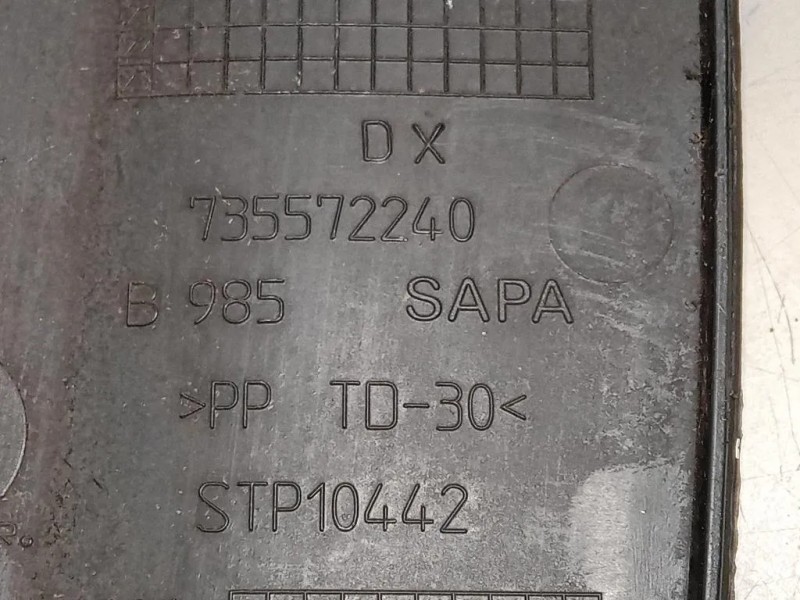 DX
735572240
B 985 SAPA
>PP TD-30<
STP10442